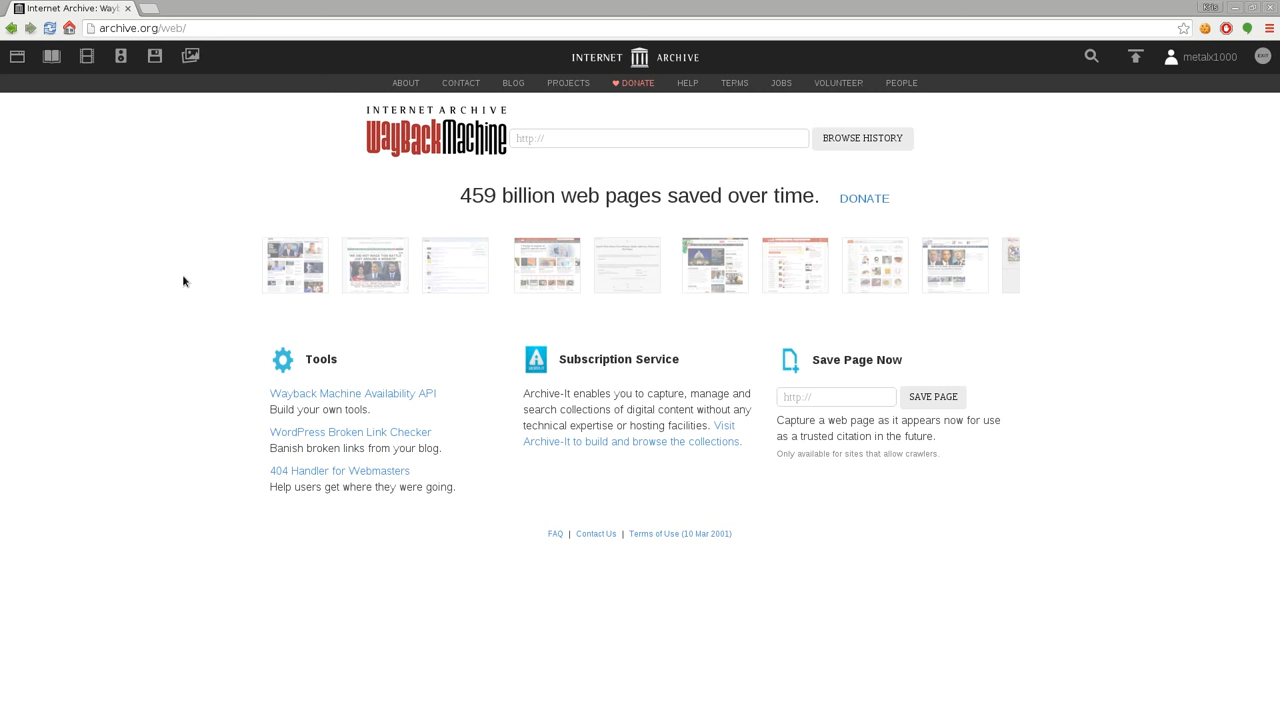 Internet Archive: Wayb
Kris
archive.org/web/
INTERNET ARCHIVE
metalx1000
EXIT
ABOUT CONTACT BLOG PROJECTS DONATE HELP TERMS JOBS VOLUNTEER PEOPLE
INTERNET ARCHIVE
WayBackMachine
http://
BROWSE HISTORY
459 billion web pages saved over time. DONATE
Tools
Wayback Machine Availability API
Build your own tools.
WordPress Broken Link Checker
Banish broken links from your blog.
404 Handler for Webmasters
Help users get where they were going.
Subscription Service
Archive-It enables you to capture, manage and
search collections of digital content without any
technical expertise or hosting facilities. Visit
Archive-It to build and browse the collections.
Save Page Now
http://
SAVE PAGE
Capture a web page as it appears now for use
as a trusted citation in the future.
Only available for sites that allow crawlers.
FAQ | Contact Us | Terms of Use (10 Mar 2001)